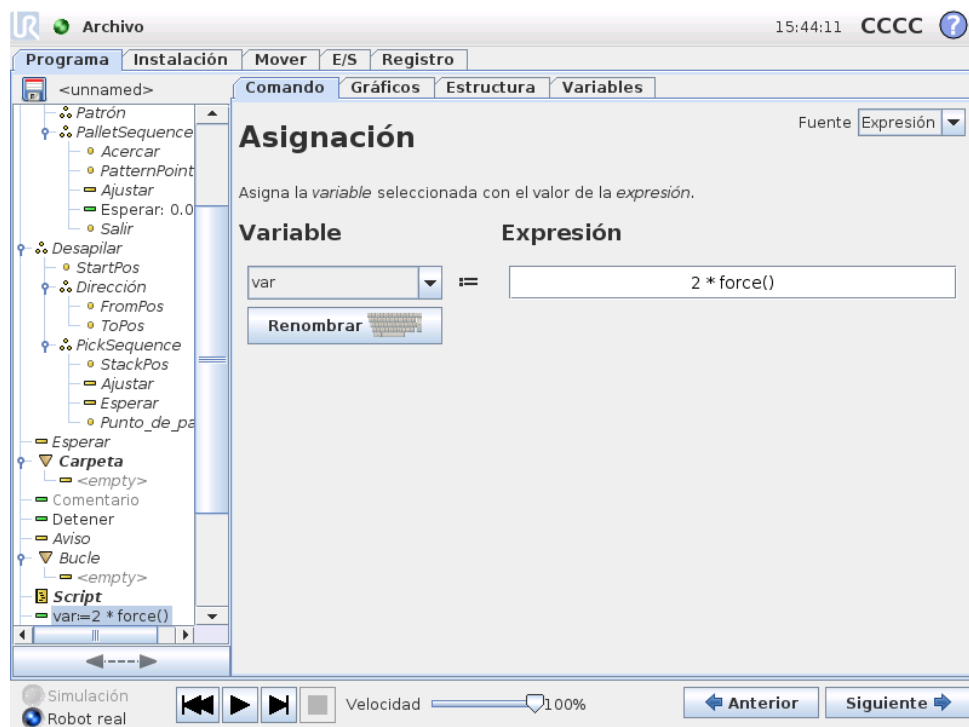 UR Archivo 15:44:11 CCCC ?
Programa Instalación Mover E/S Registro
<unnamed>
Comando Gráficos Estructura Variables
Patrón
PalletSequence
Acercar
PatternPoint
Ajustar
Esperar: 0.0
Salir
Desapilar
StartPos
Dirección
FromPos
ToPos
PickSequence
StackPos
Ajustar
Esperar
Punto_de_pa
Esperar
Carpeta
<empty>
Comentario
Detener
Aviso
Bucle
<empty>
Script
var:=2 * force()
Asignación
Fuente Expresión
Asigna la variable seleccionada con el valor de la expresión.
Variable Expresión
var := 2 * force()
Renombrar
Simulación
Robot real
Velocidad 100%
Anterior Siguiente